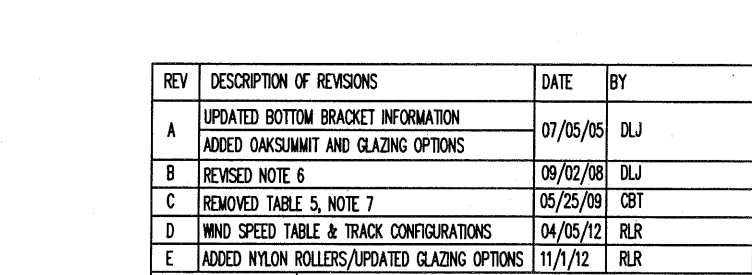 REV DESCRIPTION OF REVISIONS DATE BY
A UPDATED BOTTOM BRACKET INFORMATION 07/05/05 DLJ
ADDED OAKSUMMIT AND GLAZING OPTIONS
B REVISED NOTE 6 09/02/08 DLJ
C REMOVED TABLE 5, NOTE 7 05/25/09 CBT
D WIND SPEED TABLE & TRACK CONFIGURATIONS 04/05/12 RLR
E ADDED NYLON ROLLERS/UPDATED GLAZING OPTIONS 11/1/12 RLR